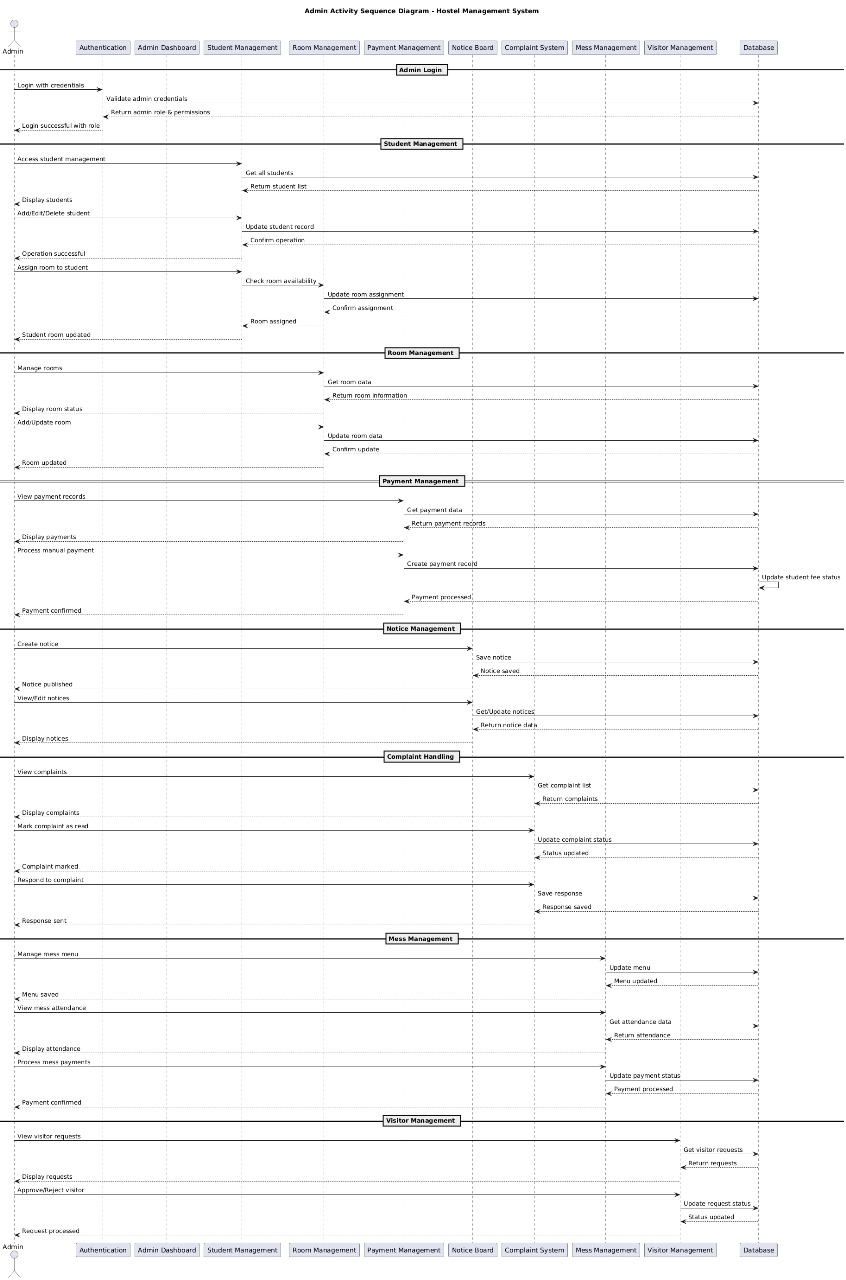 Admin Activity Sequence Diagram - Hostel Management System
Admin
Authentication
Admin Dashboard
Student Management
Room Management
Payment Management
Notice Board
Complaint System
Mess Management
Visitor Management
Database
Admin Login
Login with credentials
Validate admin credentials
Return admin role & permissions
Login successful with role
Student Management
Access student management
Get all students
Return student list
Display students
Add/Edit/Delete student
Update student record
Confirm operation
Operation successful
Assign room to student
Check room availability
Update room assignment
Confirm assignment
Room assigned
Student room updated
Room Management
Manage rooms
Get room data
Return room information
Display room status
Add/Update room
Update room data
Confirm update
Room updated
Payment Management
View payment records
Get payment data
Return payment records
Display payments
Process manual payment
Create payment record
Update student fee status
Payment processed
Payment confirmed
Notice Management
Create notice
Save notice
Notice saved
Notice published
View/Edit notices
Get/Update notices
Return notice data
Display notices
Complaint Handling
View complaints
Get complaint list
Return complaints
Display complaints
Mark complaint as read
Update complaint status
Status updated
Complaint marked
Respond to complaint
Save response
Response saved
Response sent
Mess Management
Manage mess menu
Update menu
Menu updated
Menu saved
View mess attendance
Get attendance data
Return attendance
Display attendance
Process mess payments
Update payment status
Payment processed
Payment confirmed
Visitor Management
View visitor requests
Get visitor requests
Return requests
Display requests
Approve/Reject visitor
Update request status
Status updated
Request processed
Admin
Authentication
Admin Dashboard
Student Management
Room Management
Payment Management
Notice Board
Complaint System
Mess Management
Visitor Management
Database